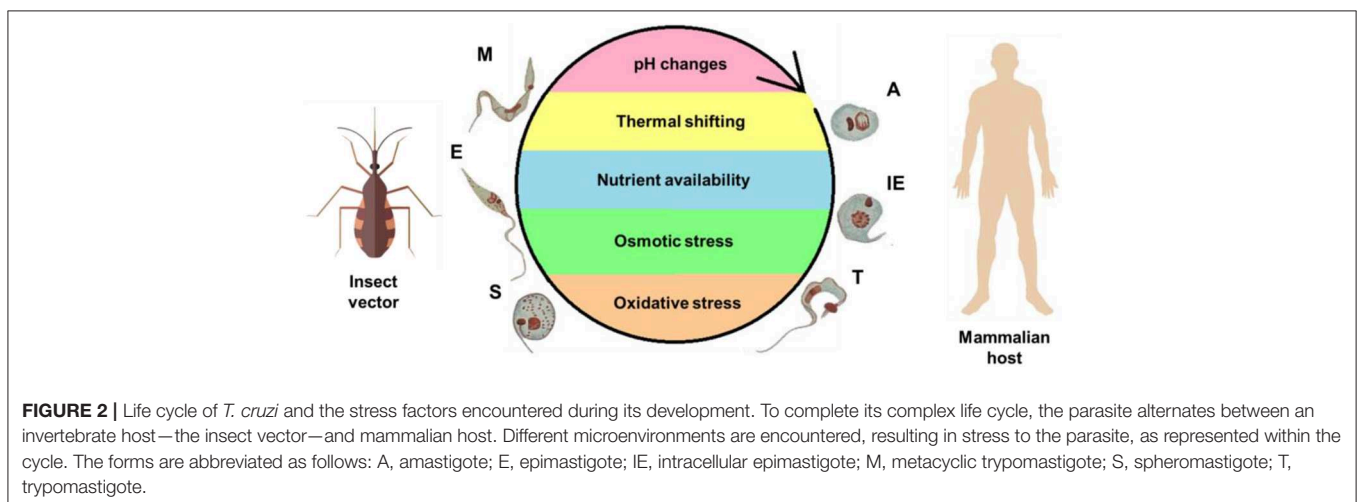 M
pH changes
A
Thermal shifting
E
Nutrient availability
IE
Osmotic stress
Insect
vector
S
T
Oxidative stress
Mammalian
host
FIGURE 2 | Life cycle of T. cruzi and the stress factors encountered during its development. To complete its complex life cycle, the parasite alternates between an
invertebrate host—the insect vector—and mammalian host. Different microenvironments are encountered, resulting in stress to the parasite, as represented within the
cycle. The forms are abbreviated as follows: A, amastigote; E, epimastigote; IE, intracellular epimastigote; M, metacyclic trypomastigote; S, spheromastigote; T,
trypomastigote.